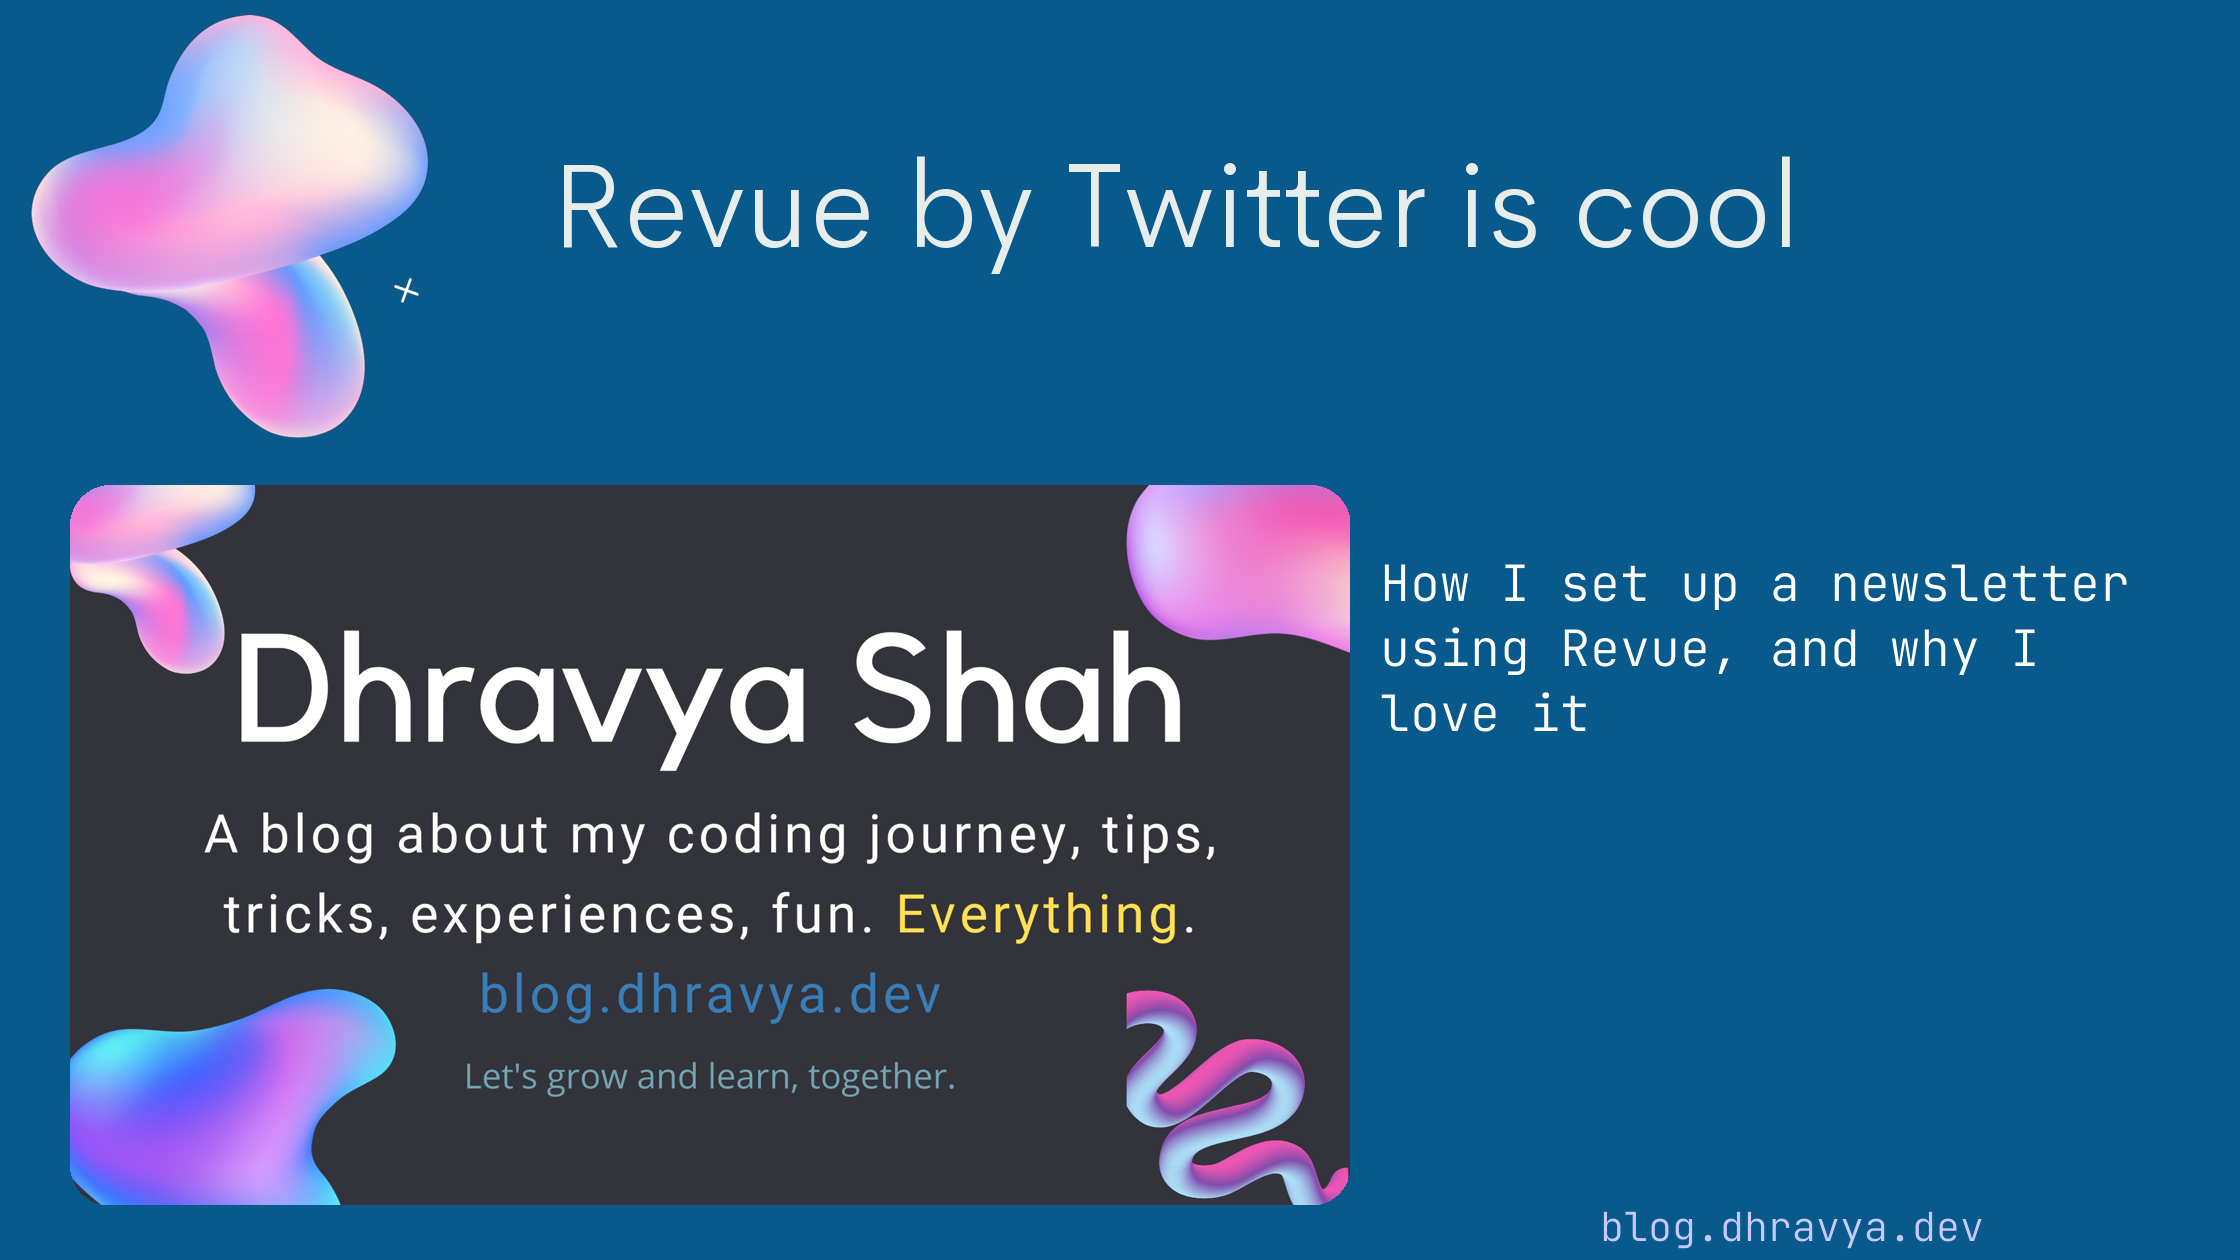 Revue by Twitter is cool
Dhravya Shah
A blog about my coding journey, tips,
tricks, experiences, fun. Everything.
blog.dhravya.dev
Let's grow and learn, together.
How I set up a newsletter
using Revue, and why I
love it
blog.dhravya.dev